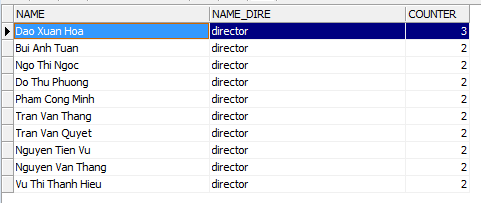 NAME NAME_DIRE COUNTER
Dao Xuan Hoa director 3
Bui Anh Tuan director 2
Ngo Thi Ngoc director 2
Do Thu Phuong director 2
Pham Cong Minh director 2
Tran Van Thang director 2
Tran Van Quyet director 2
Nguyen Tien Vu director 2
Nguyen Van Thang director 2
Vu Thi Thanh Hieu director 2